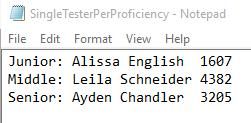 SingleTesterPerProficiency - Notepad
File Edit Format View Help
Junior: Alissa English 1607
Middle: Leila Schneider 4382
Senior: Ayden Chandler 3205